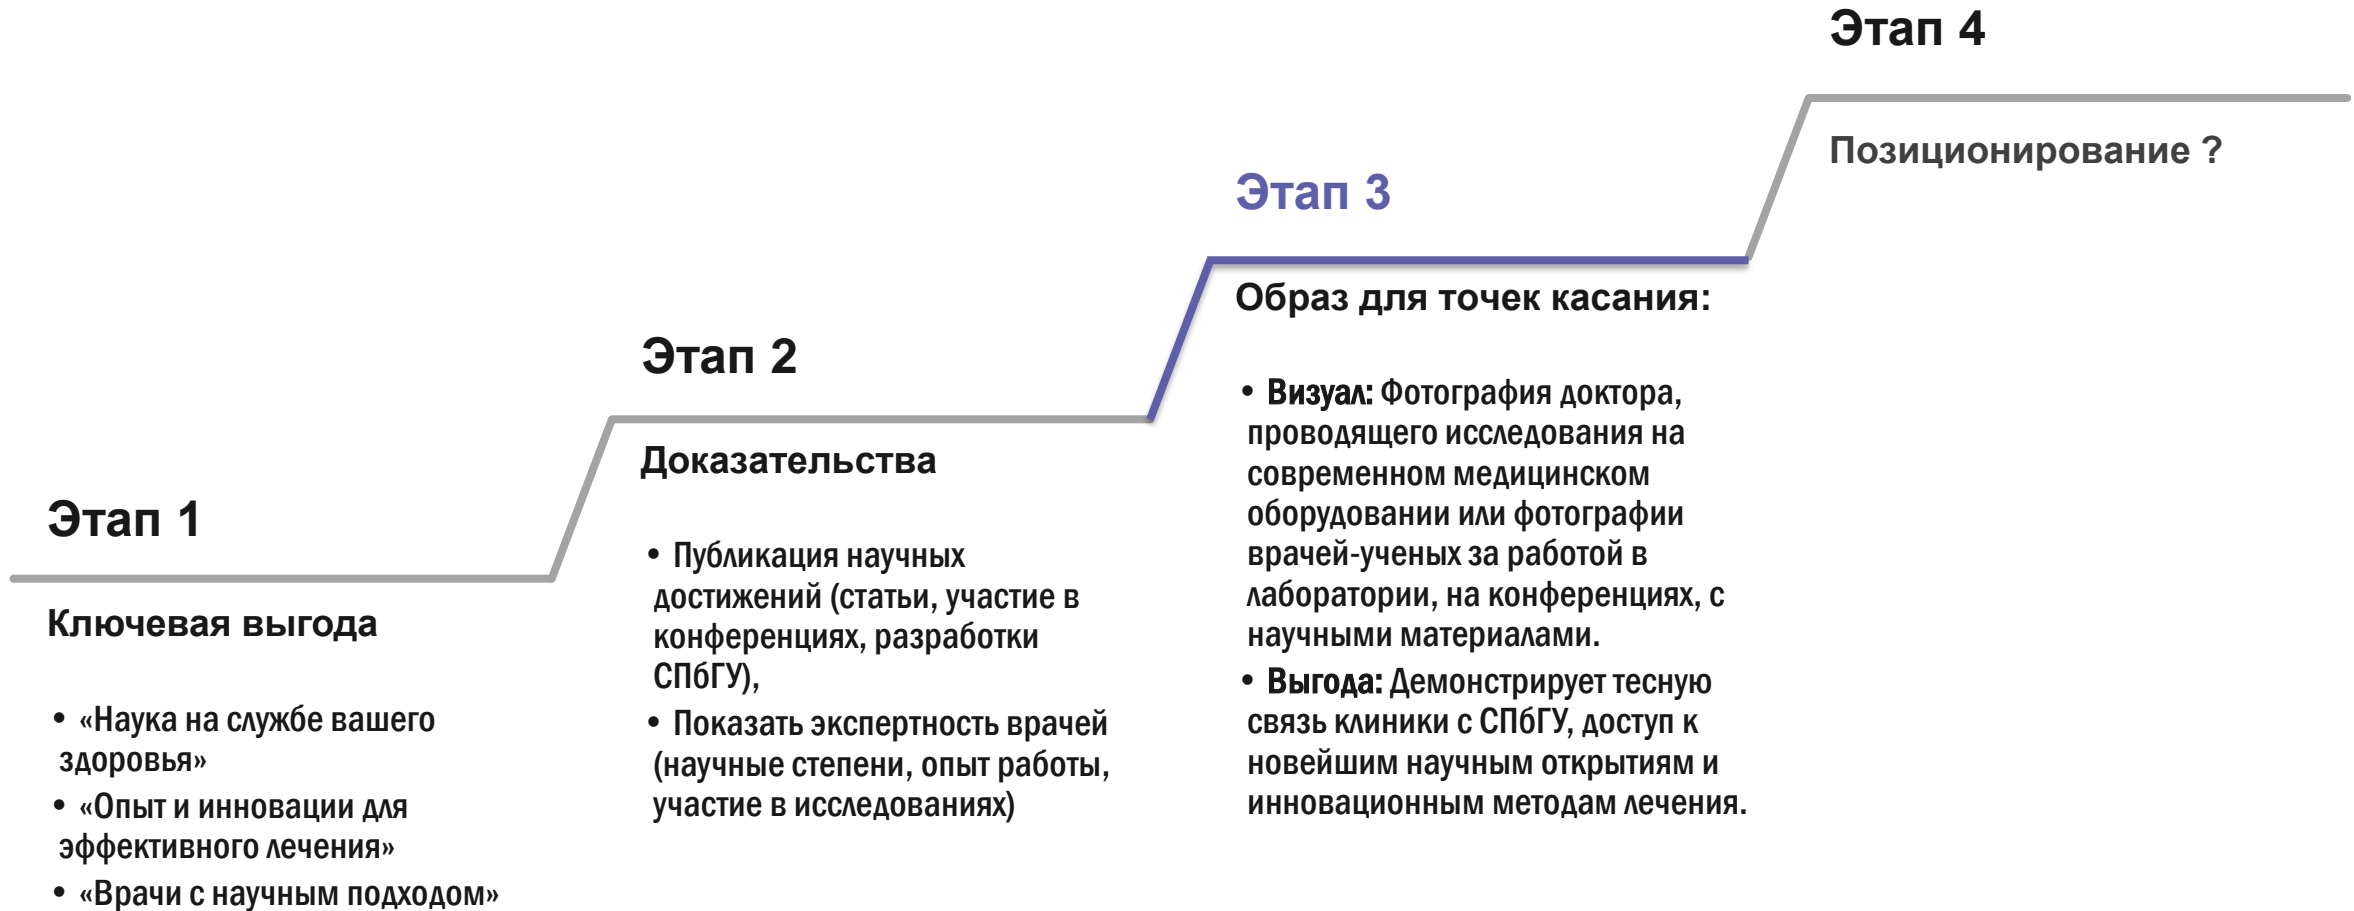 Этап 1
Ключевая выгода
• «Наука на службе вашего
здоровья»
• «Опыт и инновации для
эффективного лечения»
• «Врачи с научным подходом»
Этап 2
Доказательства
• Публикация научных
достижений (статьи, участие в
конференциях, разработки
СПбГУ),
• Показать экспертность врачей
(научные степени, опыт работы,
участие в исследованиях)
Этап 3
Образ для точек касания:
• Визуал: Фотография доктора,
проводящего исследования на
современном медицинском
оборудовании или фотографии
врачей-ученых за работой в
лаборатории, на конференциях, с
научными материалами.
• Выгода: Демонстрирует тесную
связь клиники с СПбГУ, доступ к
новейшим научным открытиям и
инновационным методам лечения.
Этап 4
Позиционирование ?